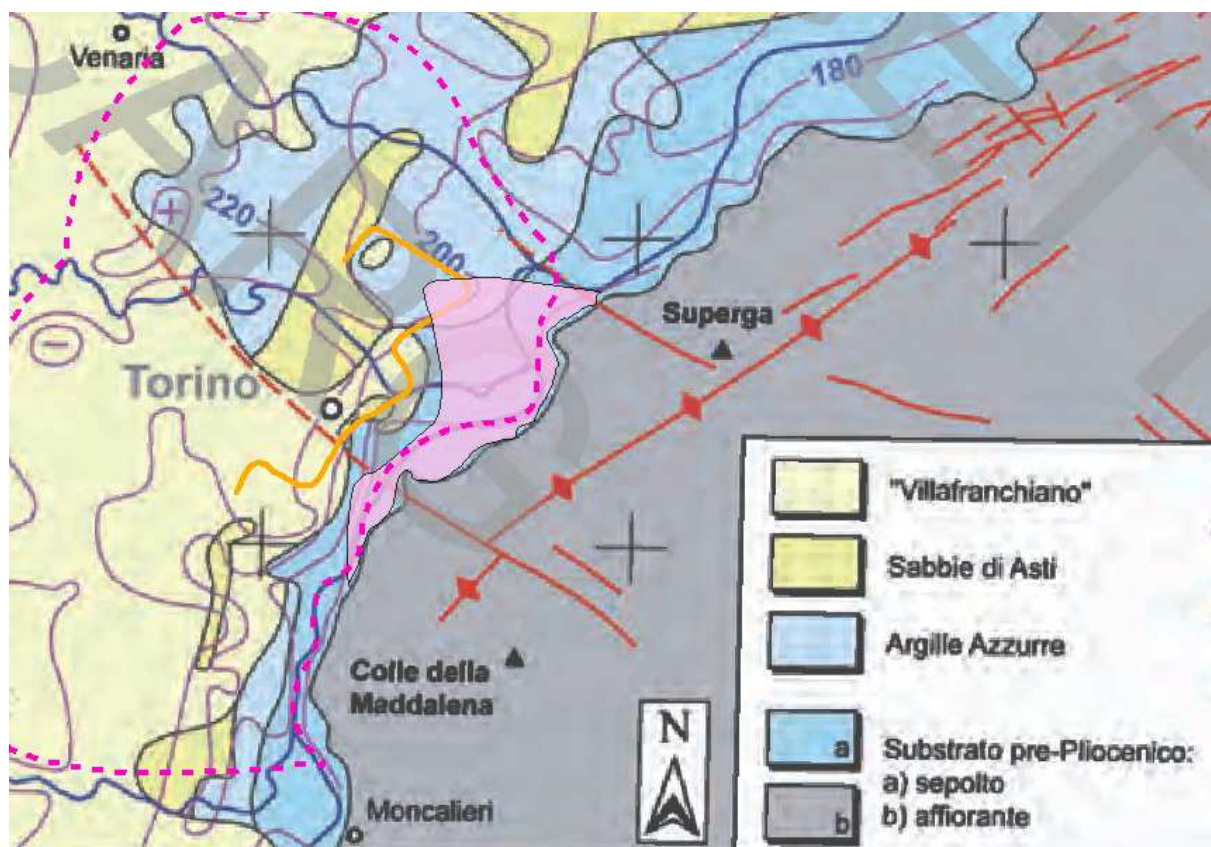 Venaria
180
220
200
+
Superga
Torino
−
"Villafranchiano"
Sabbie di Asti
Argille Azzurre
Colle della
Maddalena
N
a
Substrato pre-Pliocenico:
a) sepolto
b
b) affiorante
Moncalieri